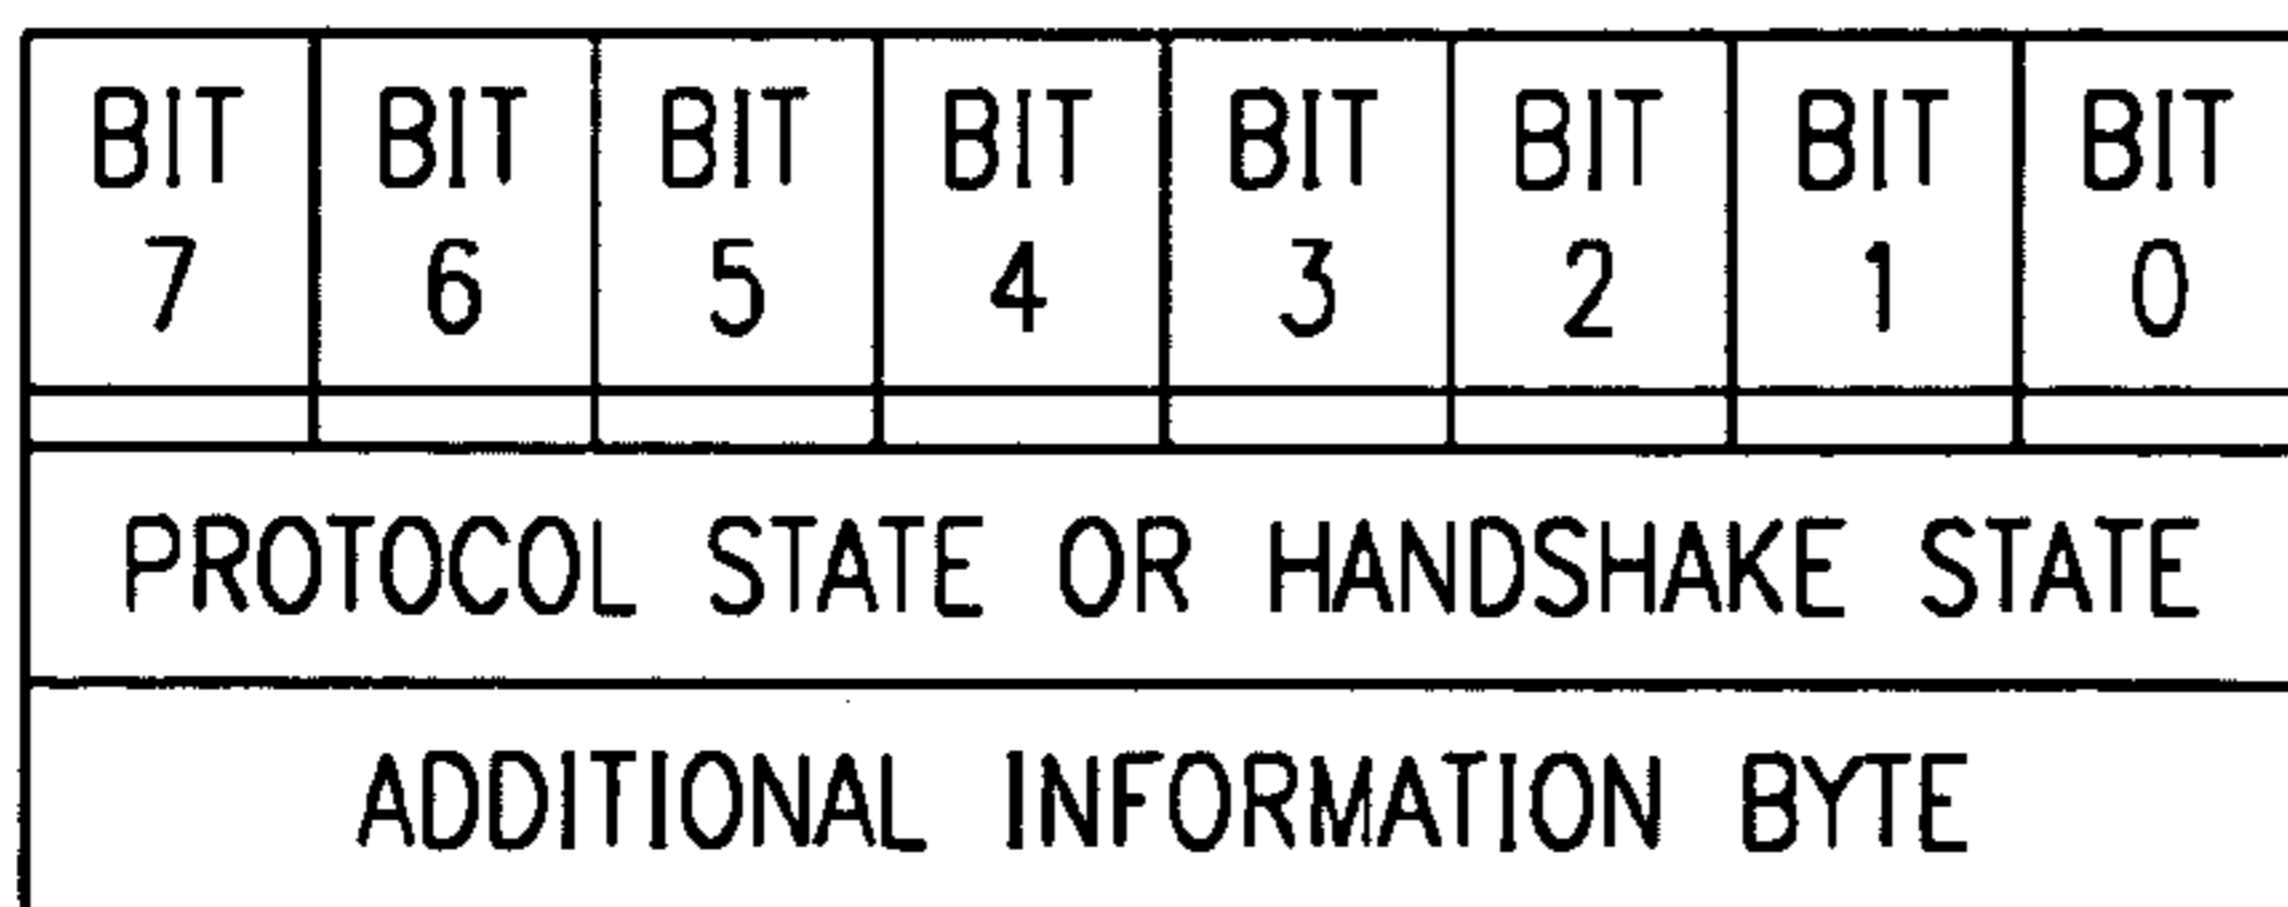 BIT BIT BIT BIT BIT BIT BIT BIT
7 6 5 4 3 2 1 0
PROTOCOL STATE OR HANDSHAKE STATE
ADDITIONAL INFORMATION BYTE